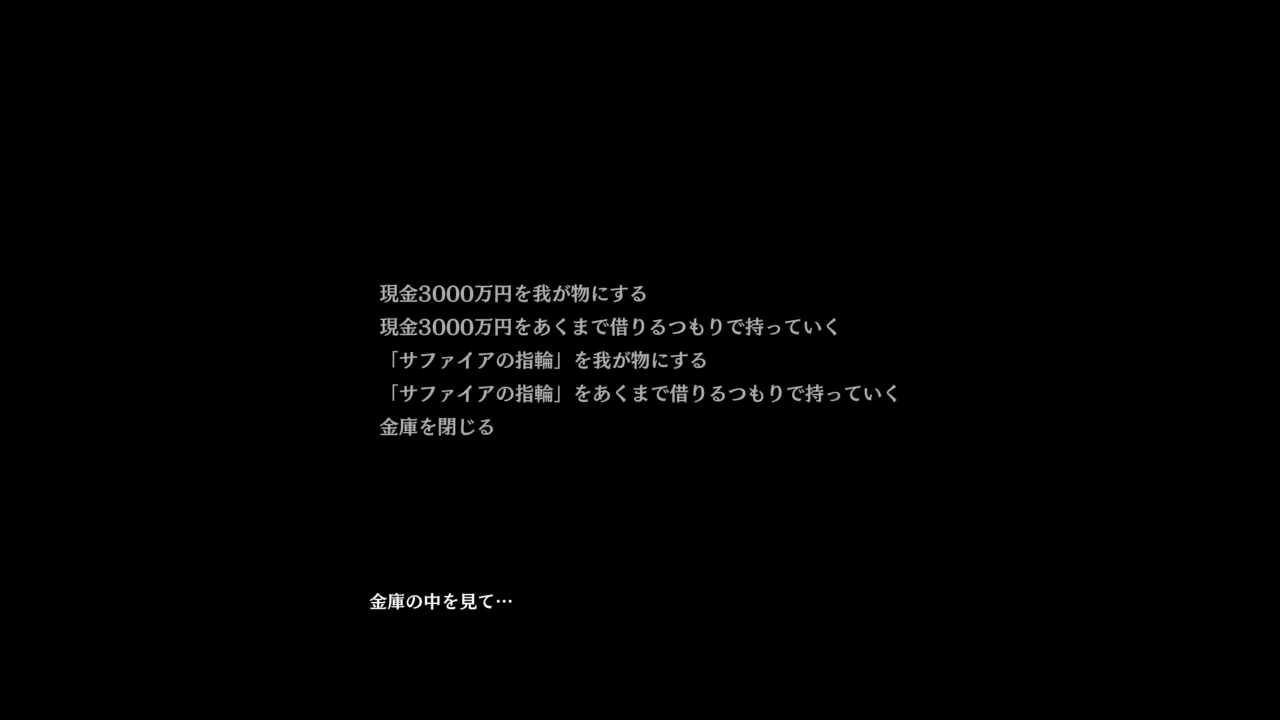 現金3000万円を我が物にする
現金3000万円をあくまで借りるつもりで持っていく
「サファイアの指輪」を我が物にする
「サファイアの指輪」をあくまで借りるつもりで持っていく
金庫を閉じる
金庫の中を見て…